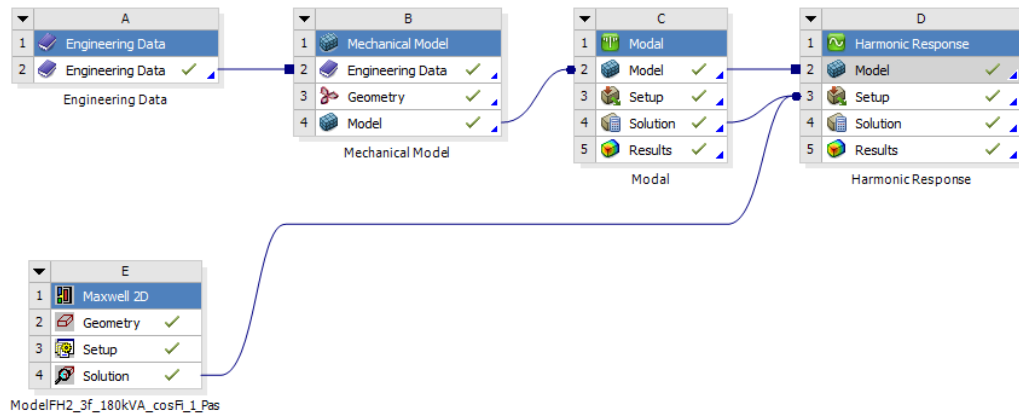 A
1 Engineering Data
2 Engineering Data
Engineering Data
B
1 Mechanical Model
2 Engineering Data
3 Geometry
4 Model
Mechanical Model
C
1 Modal
2 Model
3 Setup
4 Solution
5 Results
Modal
D
1 Harmonic Response
2 Model
3 Setup
4 Solution
5 Results
Harmonic Response
E
1 Maxwell 2D
2 Geometry
3 Setup
4 Solution
ModelFH2_3f_180kVA_cosFi_1_Pas